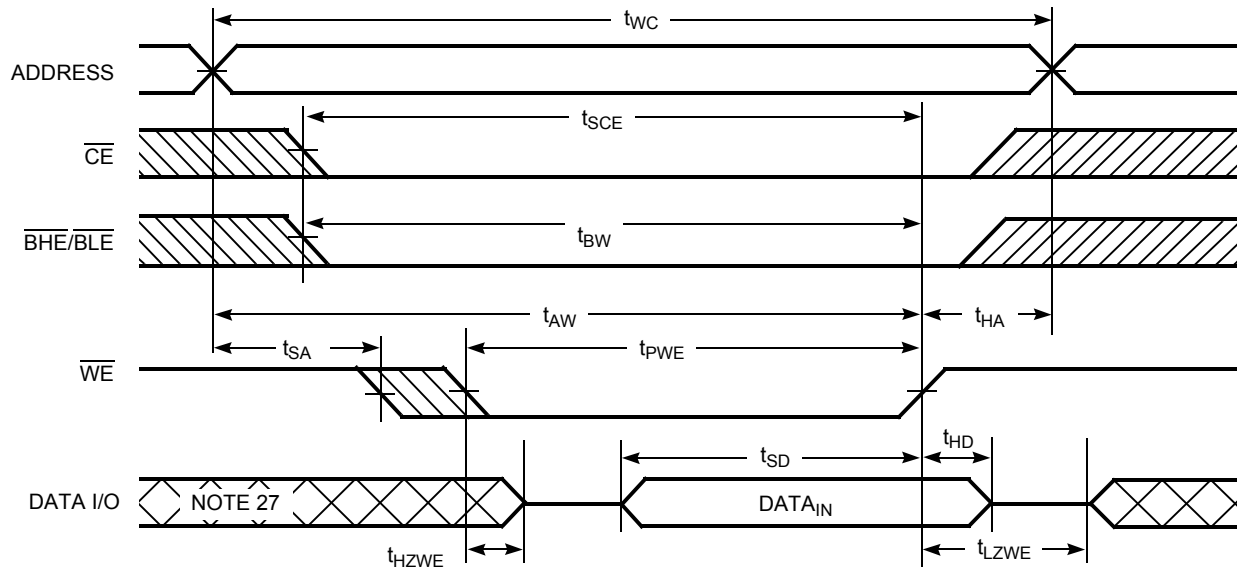 tWC
ADDRESS
tSCE
CE
BHE/BLE
tBW
tAW
tHA
tSA
tPWE
WE
tHD
tSD
DATA I/O
NOTE 27
DATAIN
tHZWE
tLZWE